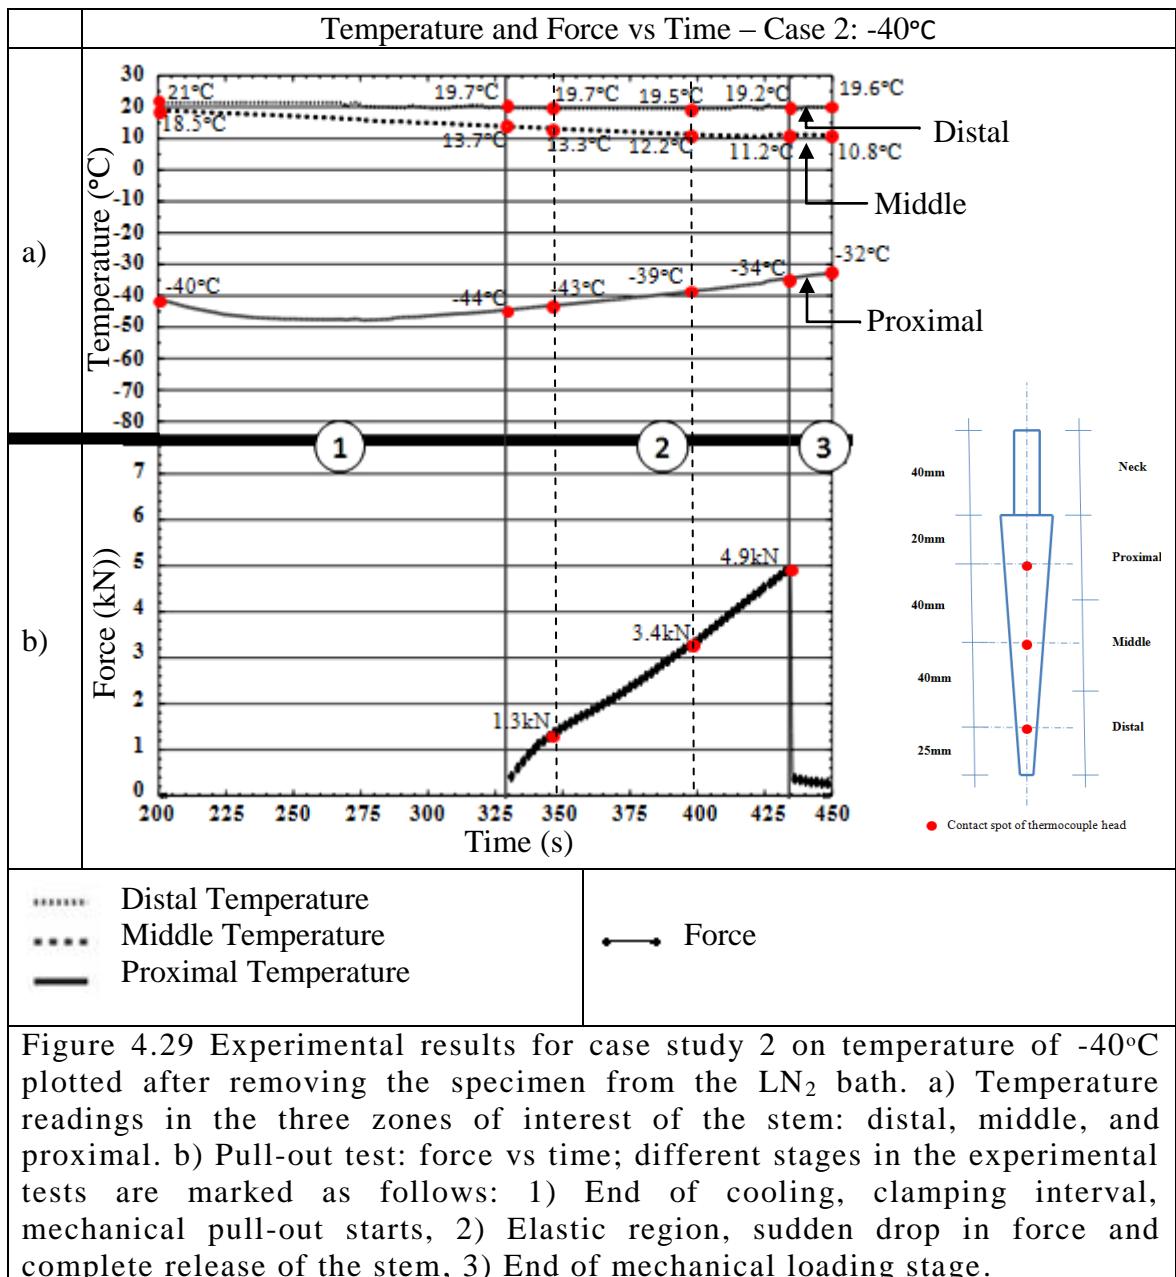 Temperature and Force vs Time – Case 2: -40°C
a)
Temperature (°C)
30
20
10
0
-10
-20
-30
-40
-50
-60
-70
-80
21°C
19.7°C
19.7°C
19.5°C
19.2°C
19.6°C
18.5°C
13.7°C
13.3°C
12.2°C
11.2°C
10.8°C
-40°C
-44°C
-43°C
-39°C
-34°C
-32°C
Distal
Middle
Proximal
1
2
3
b)
Force (kN))
7
6
5
4
3
2
1
0
1.3kN
3.4kN
4.9kN
200 225 250 275 300 325 350 375 400 425 450
Time (s)
40mm
Neck
20mm
Proximal
40mm
Middle
40mm
Distal
25mm
Contact spot of thermocouple head
Distal Temperature
Middle Temperature
Proximal Temperature
Force
Figure 4.29 Experimental results for case study 2 on temperature of -40oC
plotted after removing the specimen from the LN2 bath. a) Temperature
readings in the three zones of interest of the stem: distal, middle, and
proximal. b) Pull-out test: force vs time; different stages in the experimental
tests are marked as follows: 1) End of cooling, clamping interval,
mechanical pull-out starts, 2) Elastic region, sudden drop in force and
complete release of the stem, 3) End of mechanical loading stage.